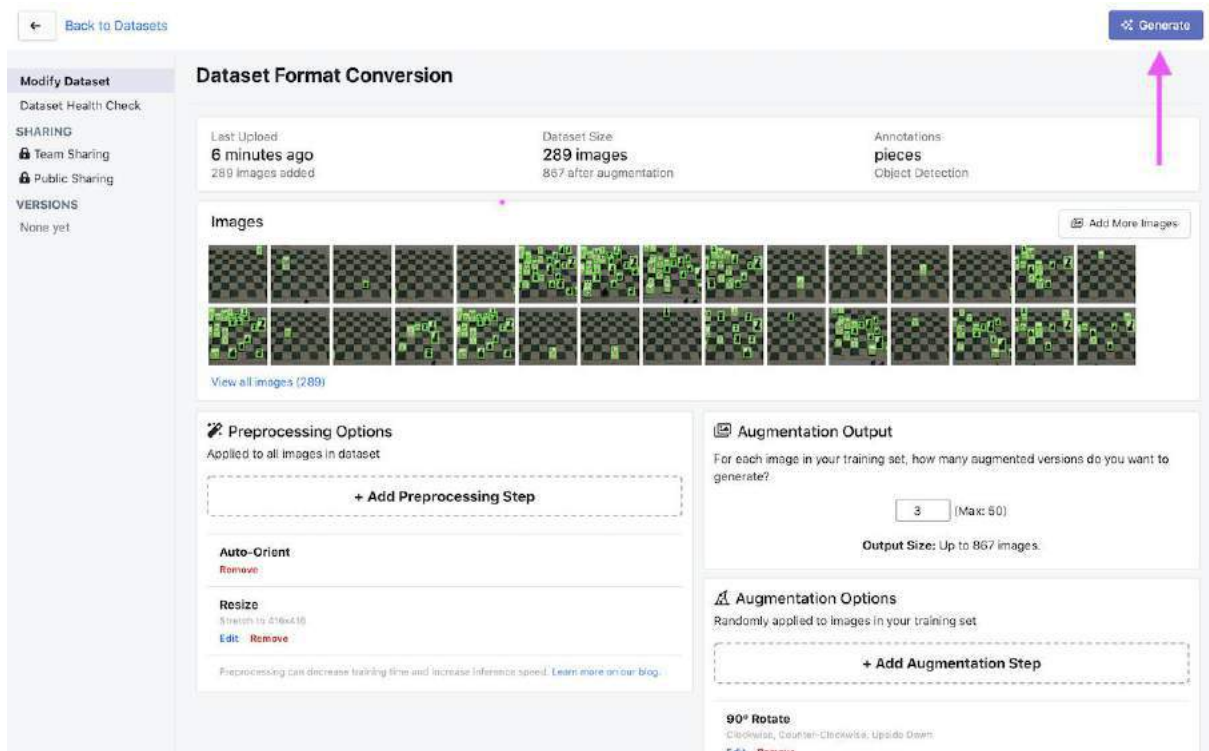 ← Back to Datasets
Generate
Modify Dataset
Dataset Health Check
SHARING
Team Sharing
Public Sharing
VERSIONS
None yet
Dataset Format Conversion
Last Upload
6 minutes ago
289 images added
Dataset Size
289 images
867 after augmentation
Annotations
pieces
Object Detection
Images
Add More Images
View all images (289)
Preprocessing Options
Applied to all images in dataset
+ Add Preprocessing Step
Auto-Orient
Remove
Resize
Stretch to 416x416
Edit Remove
Preprocessing can decrease training time and increase inference speed. Learn more on our blog.
Augmentation Output
For each image in your training set, how many augmented versions do you want to
generate?
3 (Max: 50)
Output Size: Up to 867 images.
Augmentation Options
Randomly applied to images in your training set
+ Add Augmentation Step
90º Rotate
Clockwise, Counter-Clockwise, Upside Down
Edit Remove